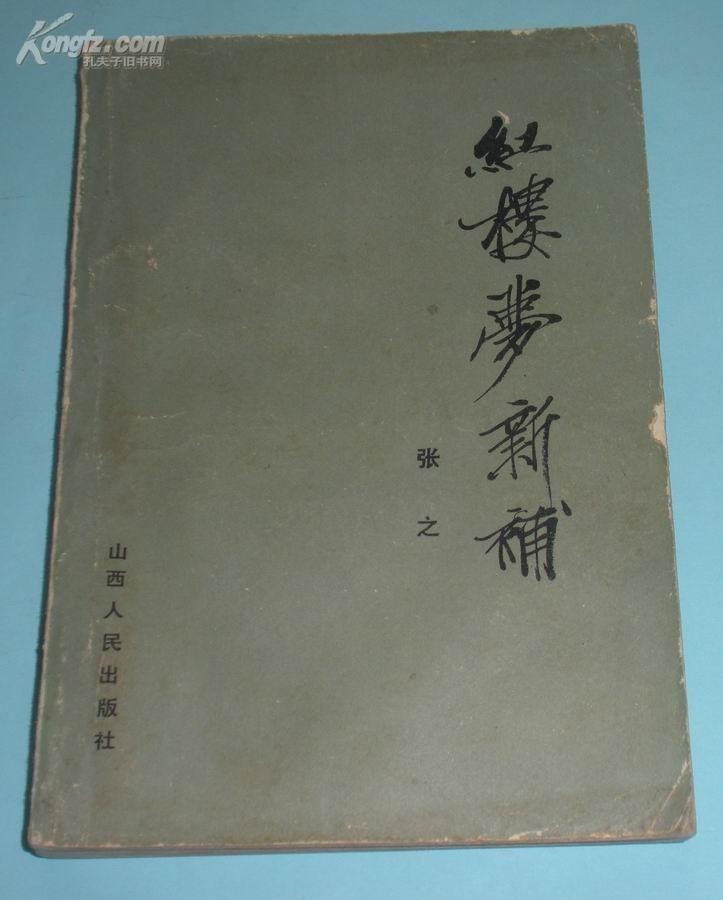 Kongfz.com
孔夫子旧书网
紅樓夢新補
张之
山西人民出版社